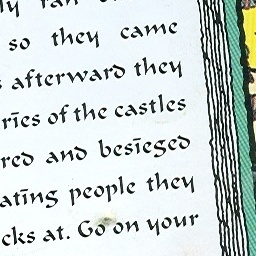 so they came
afterward they
ries of the castles
red and besieged
ating people they
cks at. Go on your